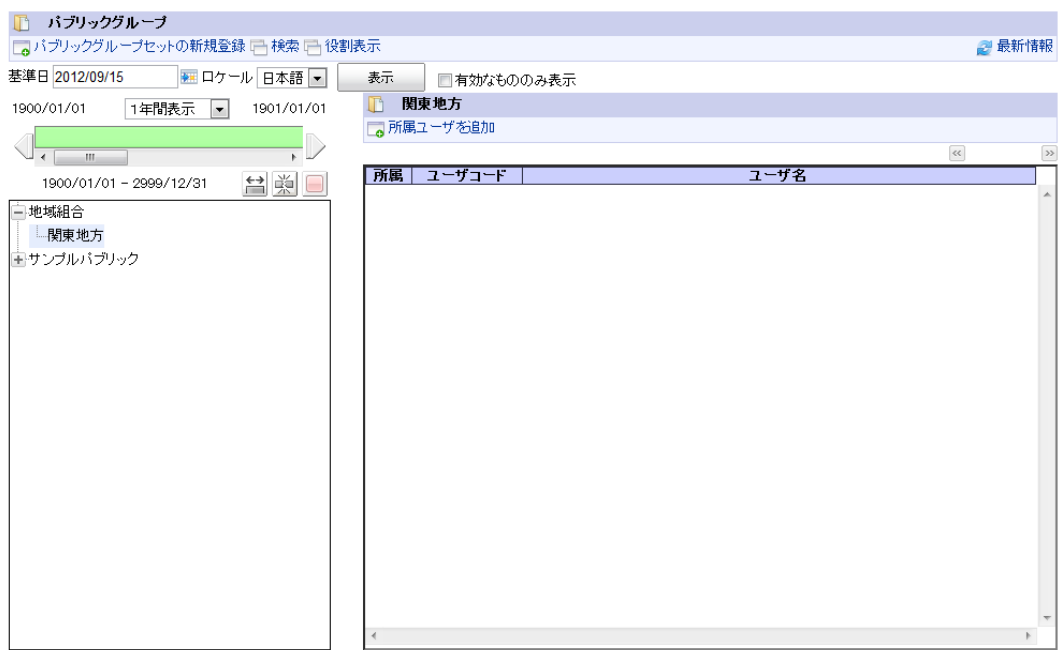 パブリックグループ
パブリックグループセットの新規登録 検索 役割表示 最新情報
基準日 2012/09/15 ロケール 日本語 表示 有効なもののみ表示
1900/01/01 1年間表示 1901/01/01
1900/01/01 - 2999/12/31
地域組合
関東地方
サンプルパブリック
関東地方
所属ユーザを追加
所属 ユーザコード ユーザ名